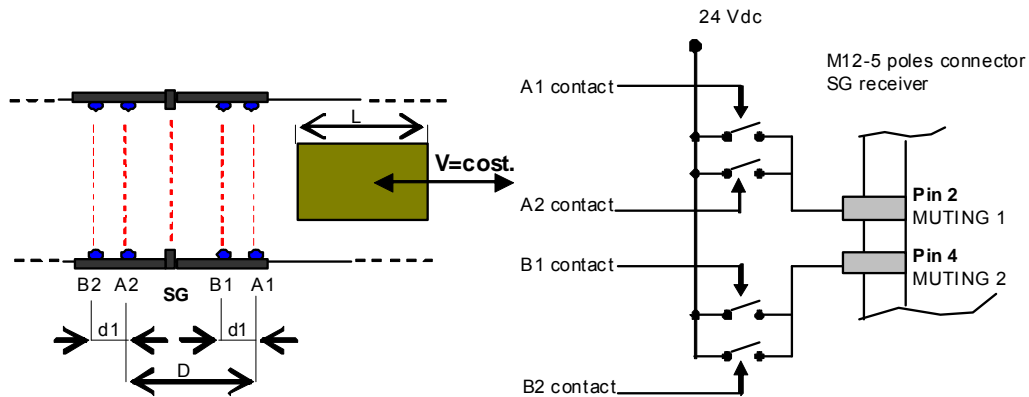 24 Vdc
M12-5 poles connector
SG receiver
A1 contact
L
V=cost.
A2 contact
Pin 2
MUTING 1
Pin 4
MUTING 2
B1 contact
B2 A2 SG B1 A1
d1 d1
D
B2 contact